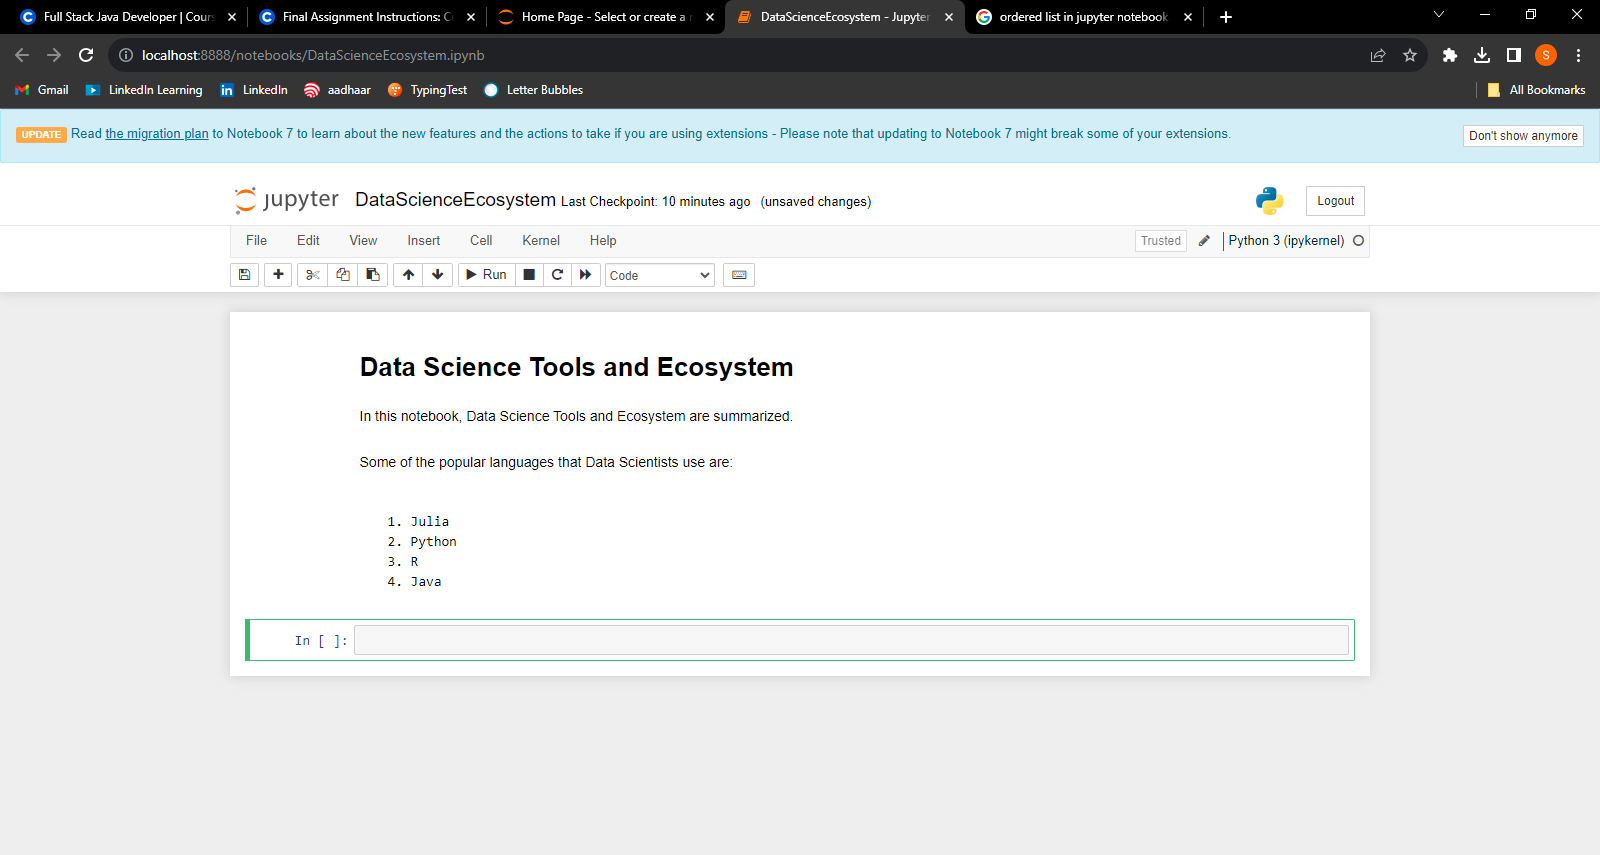 Full Stack Java Developer | Cours
Final Assignment Instructions: C
Home Page - Select or create a n
DataScienceEcosystem - Jupyter
ordered list in jupyter notebook
localhost:8888/notebooks/DataScienceEcosystem.ipynb
S
Gmail
LinkedIn Learning
in LinkedIn
aadhaar
TypingTest
Letter Bubbles
All Bookmarks
UPDATE Read the migration plan to Notebook 7 to learn about the new features and the actions to take if you are using extensions - Please note that updating to Notebook 7 might break some of your extensions.
Don't show anymore
jupyter DataScienceEcosystem Last Checkpoint: 10 minutes ago (unsaved changes)
Logout
File Edit View Insert Cell Kernel Help
Trusted
Python 3 (ipykernel)
Run
Code
Data Science Tools and Ecosystem
In this notebook, Data Science Tools and Ecosystem are summarized.
Some of the popular languages that Data Scientists use are:
1. Julia
2. Python
3. R
4. Java
In [ ]: